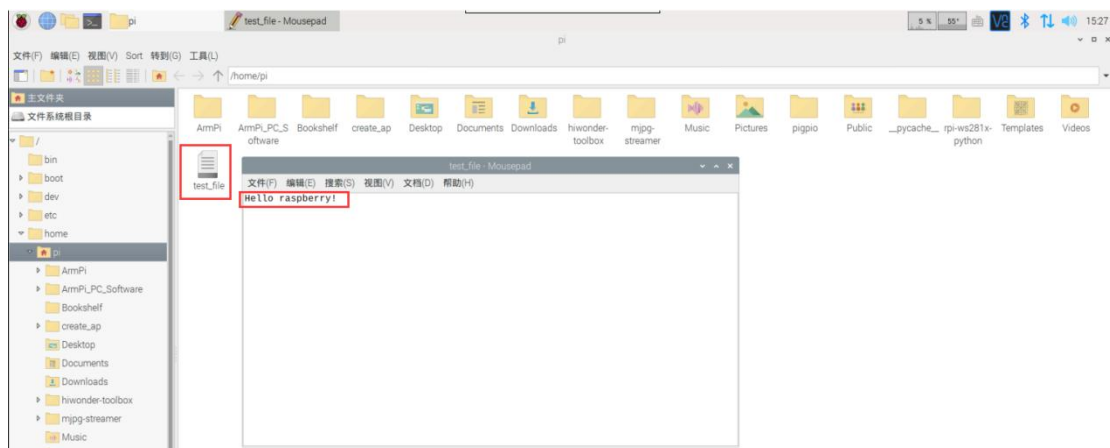 pi
test_file - Mousepad
5 %
55°
V2
15:27
pi
文件(F) 编辑(E) 视图(V) Sort 转到(G) 工具(L)
/home/pi
主文件夹
文件系统根目录
/
bin
boot
dev
etc
home
pi
ArmPi
ArmPi_PC_Software
Bookshelf
create_ap
Desktop
Documents
Downloads
hiwonder-toolbox
mjpg-streamer
Music
ArmPi
ArmPi_PC_S
oftware
Bookshelf
create_ap
Desktop
Documents
Downloads
hiwonder-
toolbox
mjpg-
streamer
Music
Pictures
pigpio
Public
__pycache__
rpi-ws281x-
python
Templates
Videos
test_file
test_file - Mousepad
文件(F) 编辑(E) 搜索(S) 视图(V) 文档(D) 帮助(H)
Hello raspberry!